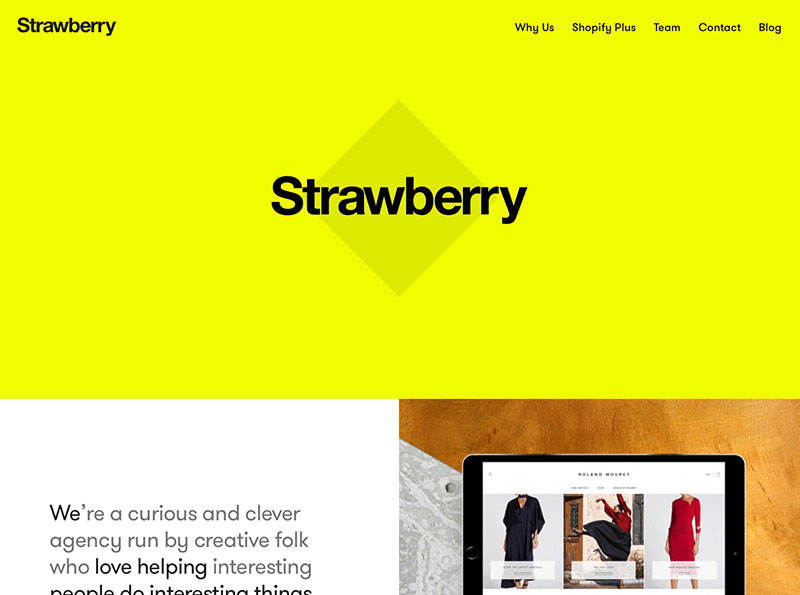 Strawberry
Why Us Shopify Plus Team Contact Blog
Strawberry
We're a curious and clever
agency run by creative folk
who love helping interesting
people do interesting things
ROLAND MOURET